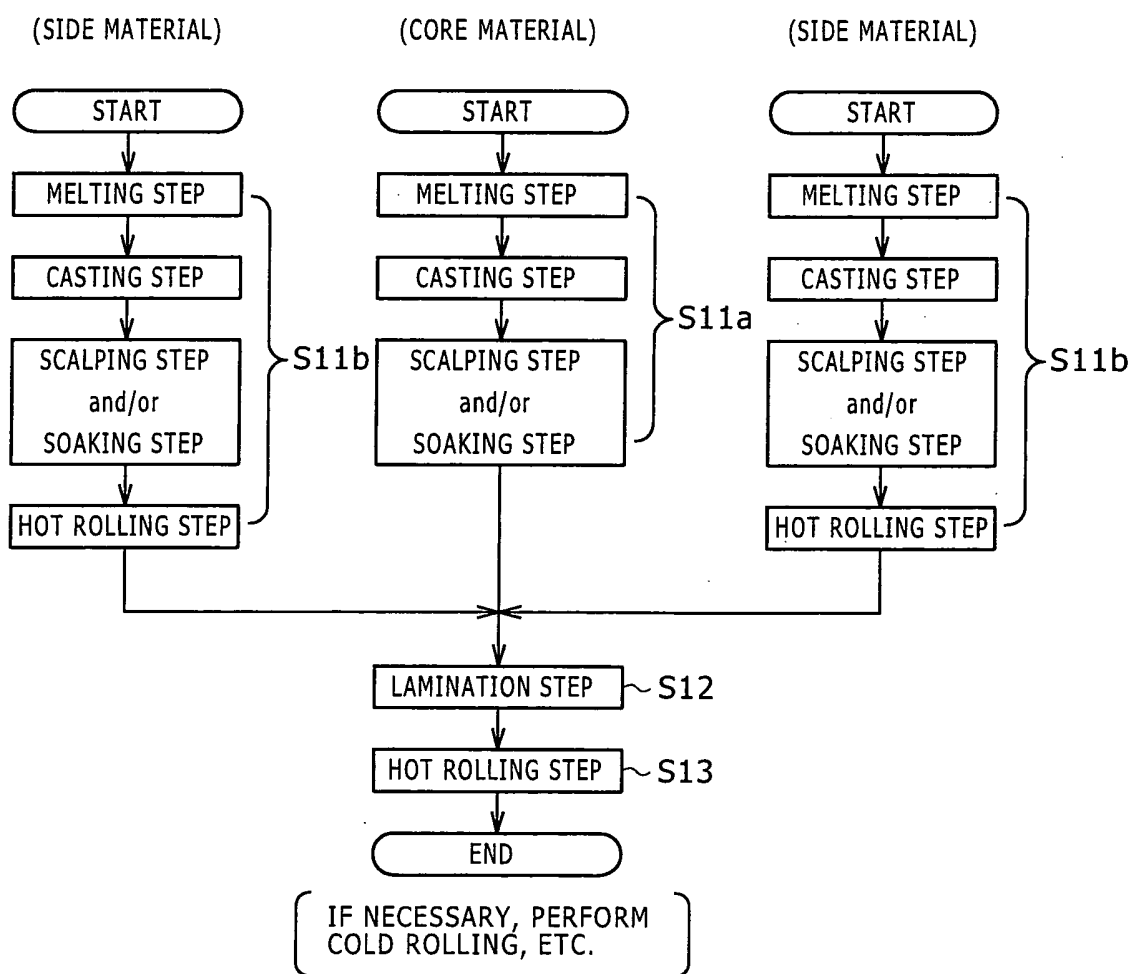 (SIDE MATERIAL)
START
MELTING STEP
CASTING STEP
SCALPING STEP
and/or
SOAKING STEP
HOT ROLLING STEP
S11b
(CORE MATERIAL)
START
MELTING STEP
CASTING STEP
SCALPING STEP
and/or
SOAKING STEP
S11a
(SIDE MATERIAL)
START
MELTING STEP
CASTING STEP
SCALPING STEP
and/or
SOAKING STEP
HOT ROLLING STEP
S11b
LAMINATION STEP S12
HOT ROLLING STEP S13
END
IF NECESSARY, PERFORM
COLD ROLLING, ETC.